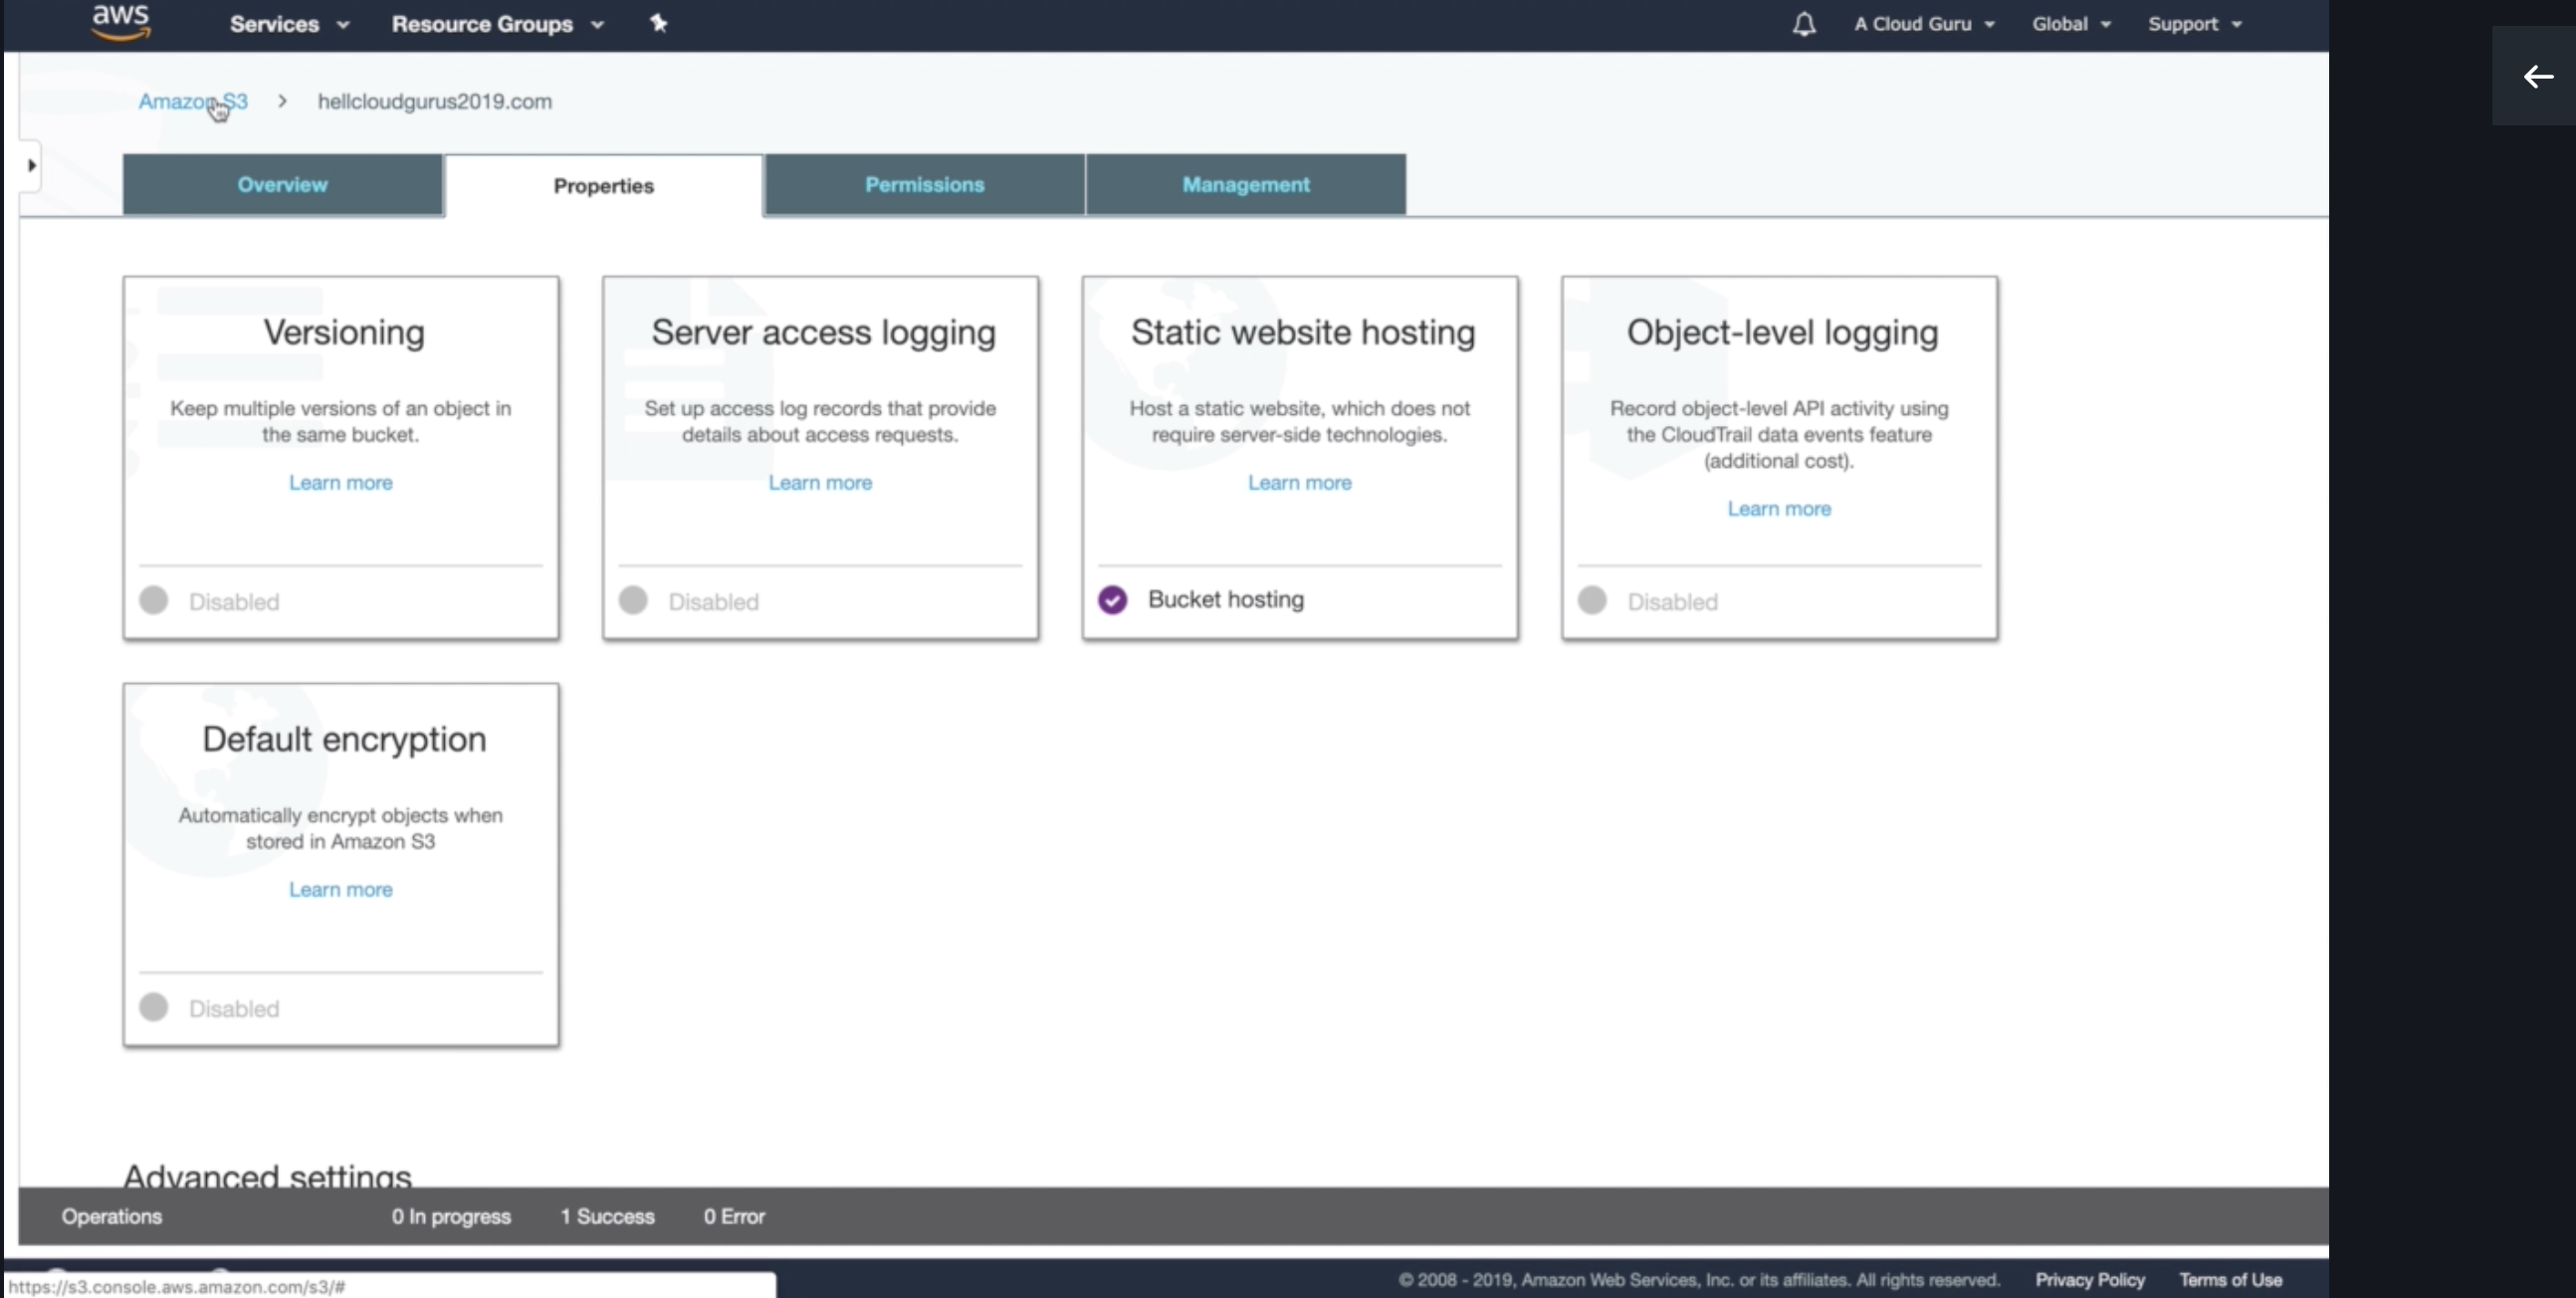 aws Services Resource Groups A Cloud Guru Global Support
Amazon S3 > hellcloudgurus2019.com
Overview Properties Permissions Management
Versioning
Keep multiple versions of an object in
the same bucket.
Learn more
Disabled
Server access logging
Set up access log records that provide
details about access requests.
Learn more
Disabled
Static website hosting
Host a static website, which does not
require server-side technologies.
Learn more
Bucket hosting
Object-level logging
Record object-level API activity using
the CloudTrail data events feature
(additional cost).
Learn more
Disabled
Default encryption
Automatically encrypt objects when
stored in Amazon S3
Learn more
Disabled
Advanced settings
Operations 0 In progress 1 Success 0 Error
https://s3.console.aws.amazon.com/s3/#
© 2008 - 2019, Amazon Web Services, Inc. or its affiliates. All rights reserved. Privacy Policy Terms of Use